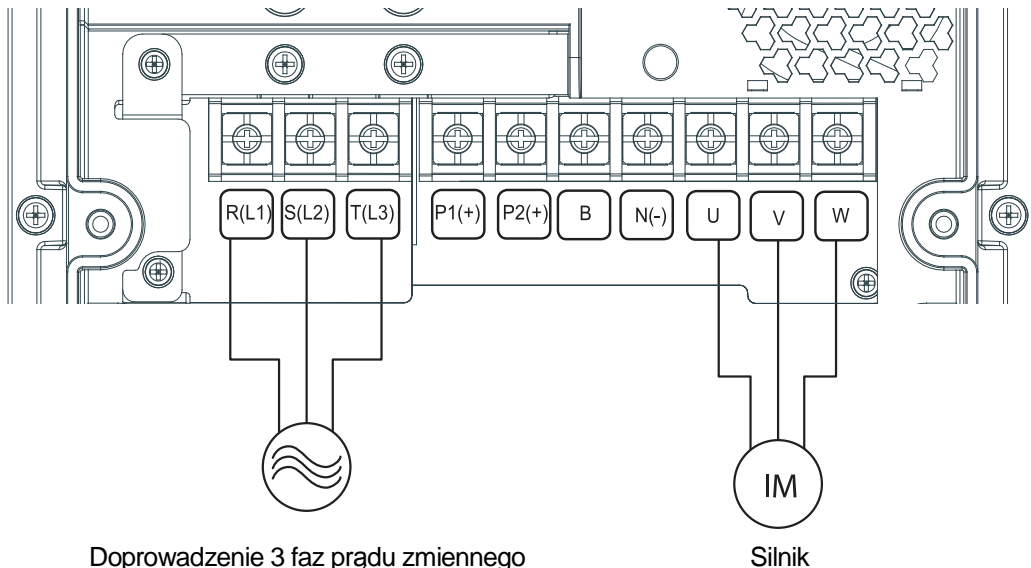 R(L1) S(L2) T(L3) P1(+) P2(+) B N(-) U V W
IM
Doprowadzenie 3 faz prądu zmiennego Silnik